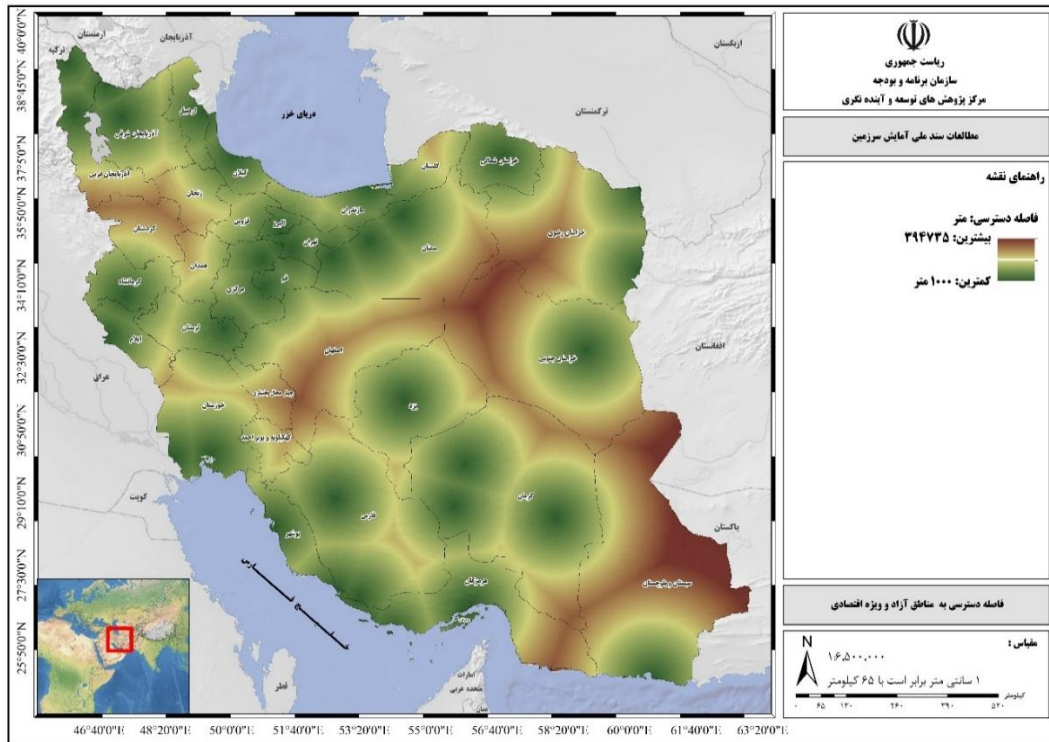 ریاست جمهوری
سازمان برنامه و بودجه
مرکز پژوهش های توسعه و آینده نگری
مطالعات سند ملی آمایش سرزمین
راهنمای نقشه
فاصله دسترسی: متر
بیشترین: ۳۹۴۷۳۵
کمترین: ۱۰۰۰ متر
فاصله دسترسی به مناطق آزاد و ویژه اقتصادی
مقیاس :
N
۱:۶,۵۰۰,۰۰۰
۱ سانتی متر برابر است با ۶۵ کیلومتر
کیلومتر
۰ ۶۵ ۱۳۰ ۲۶۰ ۳۹۰ ۵۲۰
ارمنستان
آذربایجان
ترکیه
ازبکستان
ترکمنستان
دریای خزر
اردبیل
آذربایجان شرقی
آذربایجان غربی
گیلان
زنجان
گلستان
خراسان شمالی
مازندران
قزوین
البرز
تهران
سمنان
خراسان رضوی
کردستان
همدان
قم
مرکزی
کرمانشاه
لرستان
ایلام
اصفهان
خراسان جنوبی
افغانستان
عراق
چهار محال بختیاری
خوزستان
یزد
کهگیلویه و بویر احمد
کویت
کرمان
فارس
بوشهر
پاکستان
هرمزگان
سیستان و بلوچستان
قطر
امارات
متحده عربی
عمان
40°0'0"N
38°45'0"N
37°5'0"N
35°50'0"N
34°10'0"N
32°30'0"N
30°50'0"N
29°10'0"N
27°30'0"N
25°50'0"N
46°40'0"E 48°20'0"E 50°0'0"E 51°40'0"E 53°20'0"E 55°0'0"E 56°40'0"E 58°20'0"E 60°0'0"E 61°40'0"E 63°20'0"E